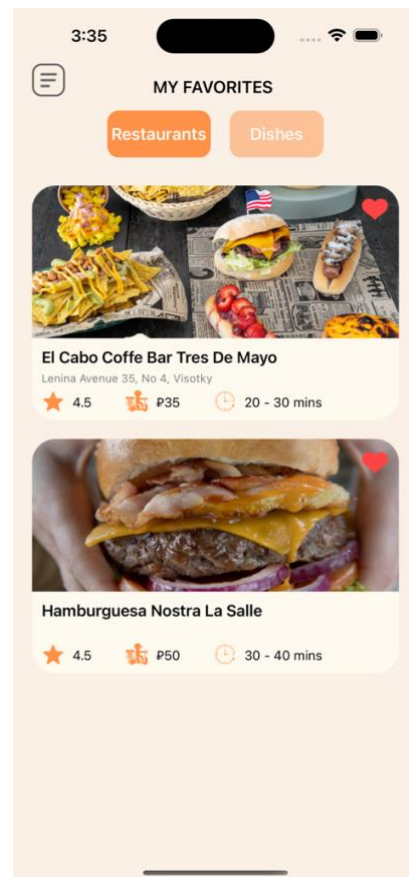 3:35
MY FAVORITES
Restaurants
Dishes
El Cabo Coffe Bar Tres De Mayo
Lenina Avenue 35, No 4, Visotky
4.5
₽35
20 - 30 mins
Hamburguesa Nostra La Salle
4.5
₽50
30 - 40 mins